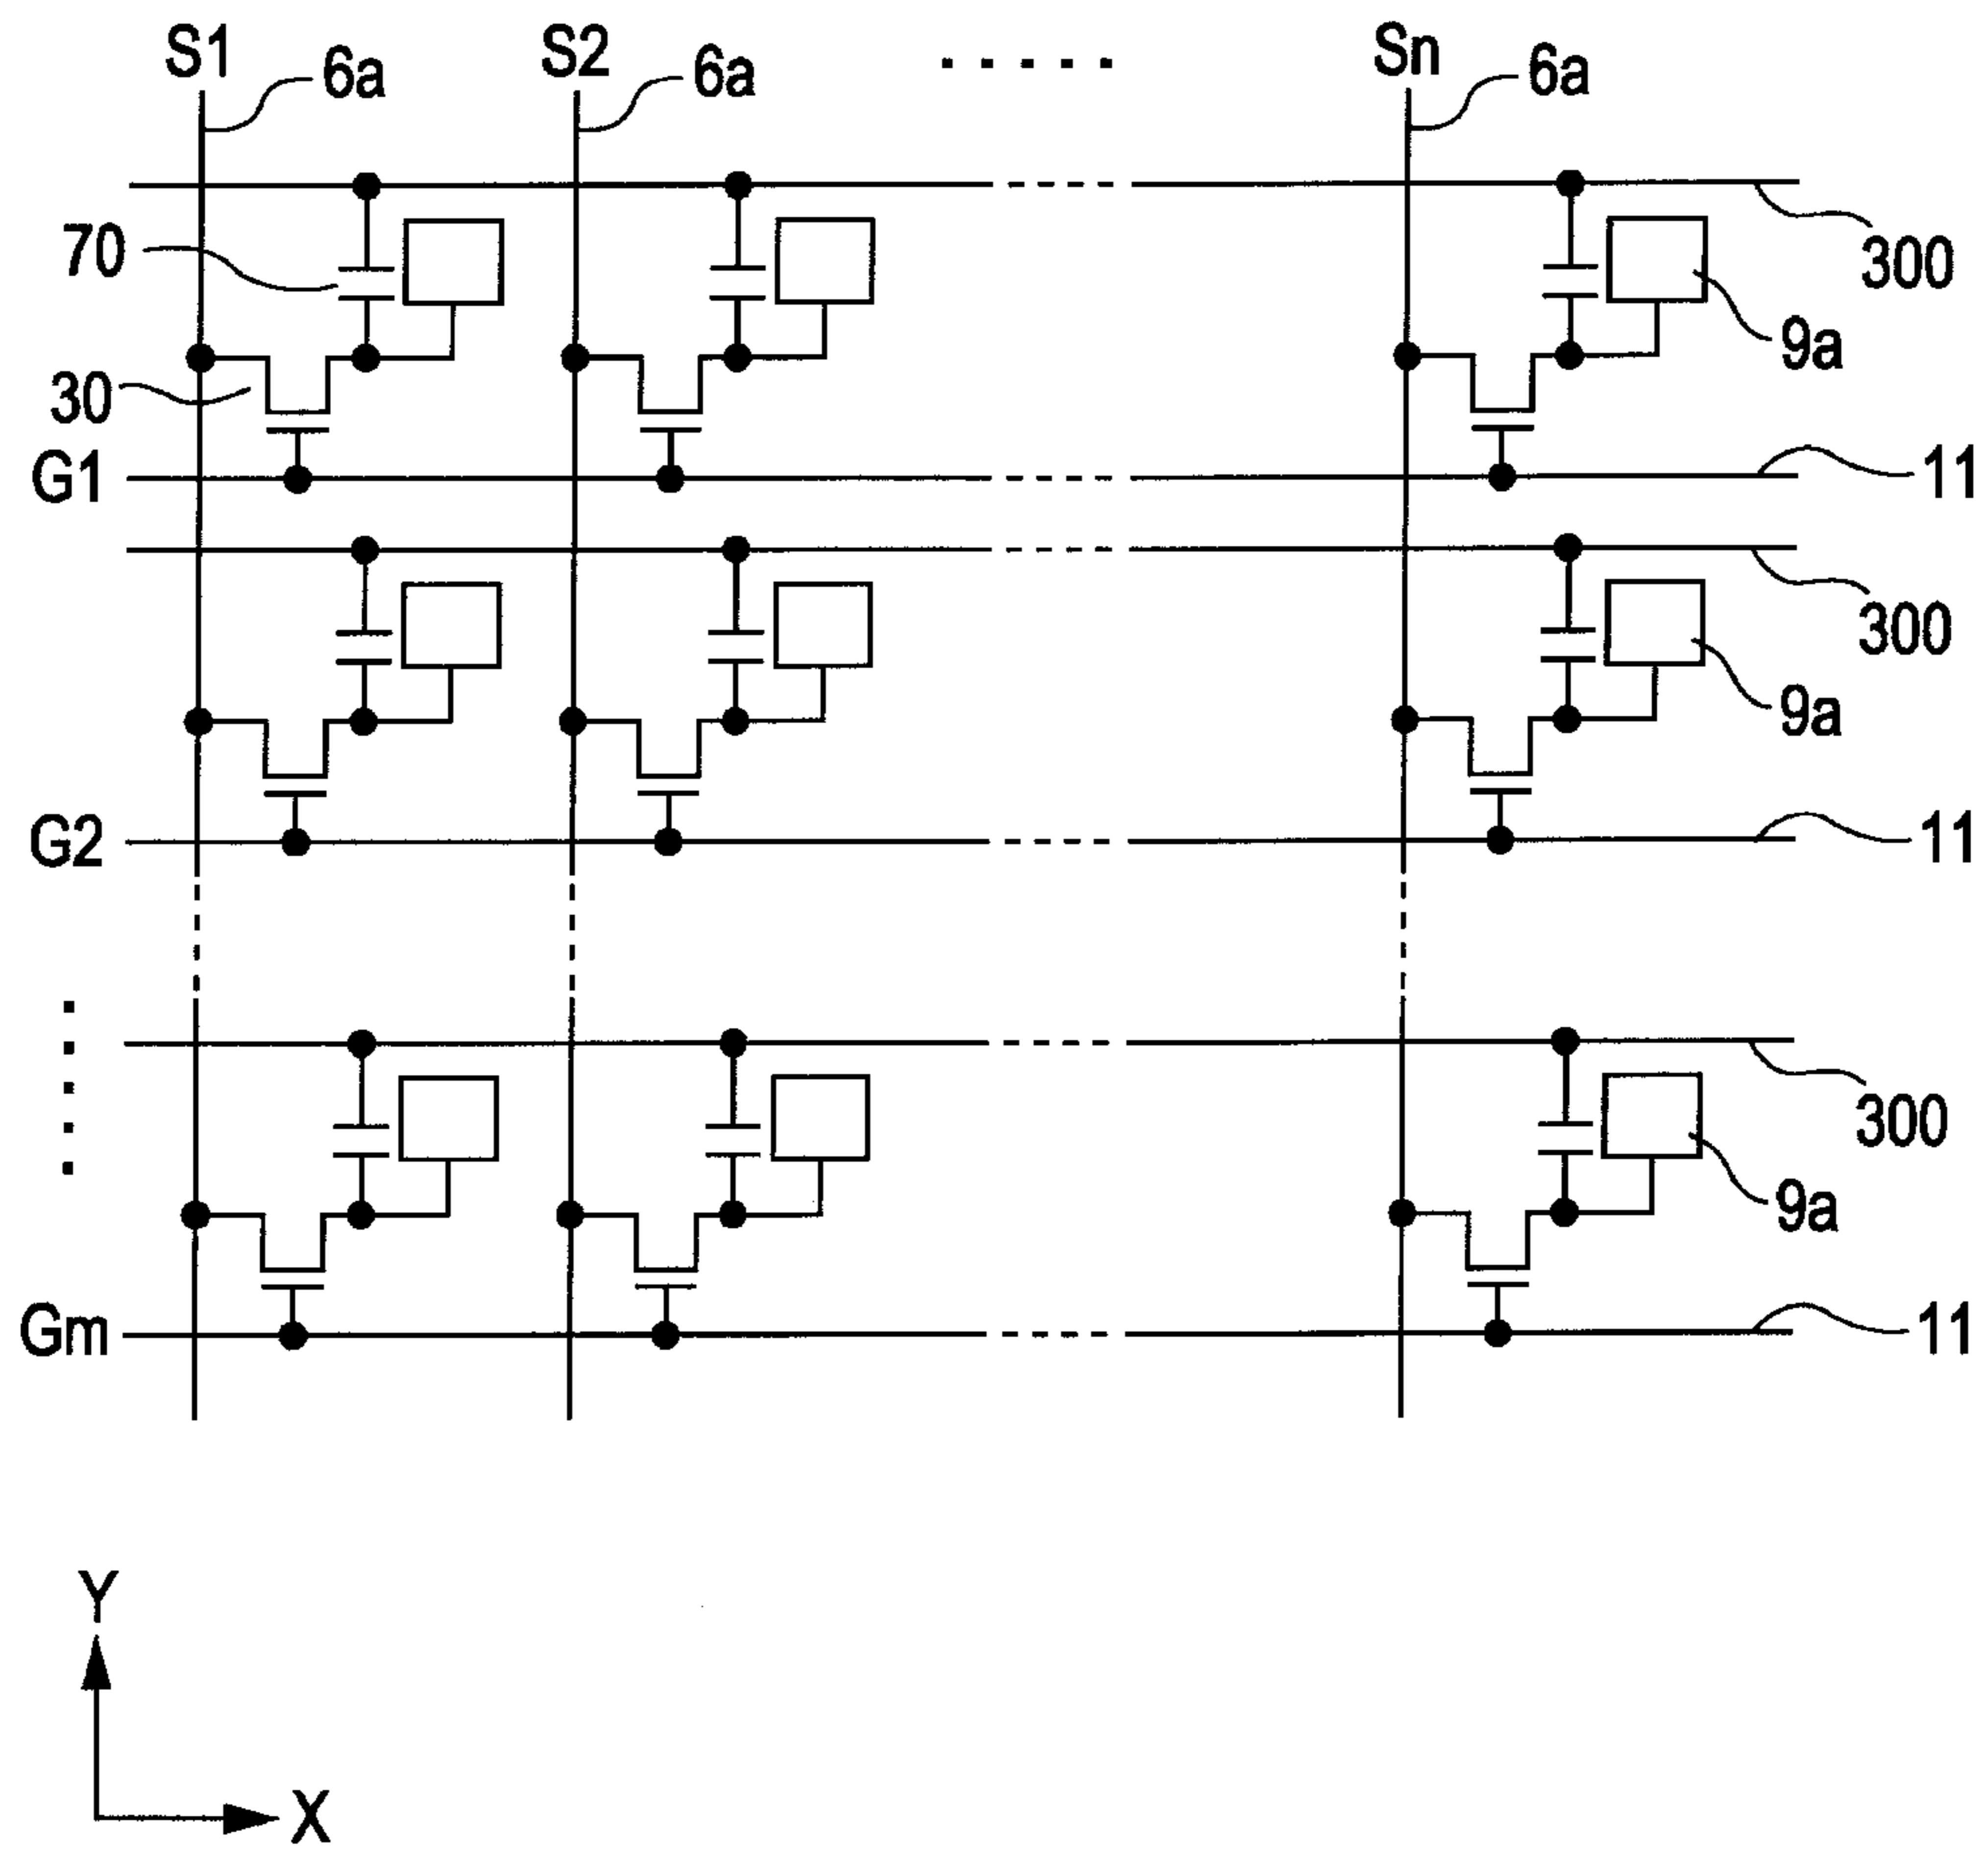 S1 6a S2 6a ..... Sn 6a
70 300
9a
30
G1 11
300
9a
G2 11
300
9a
Gm 11
Y
X